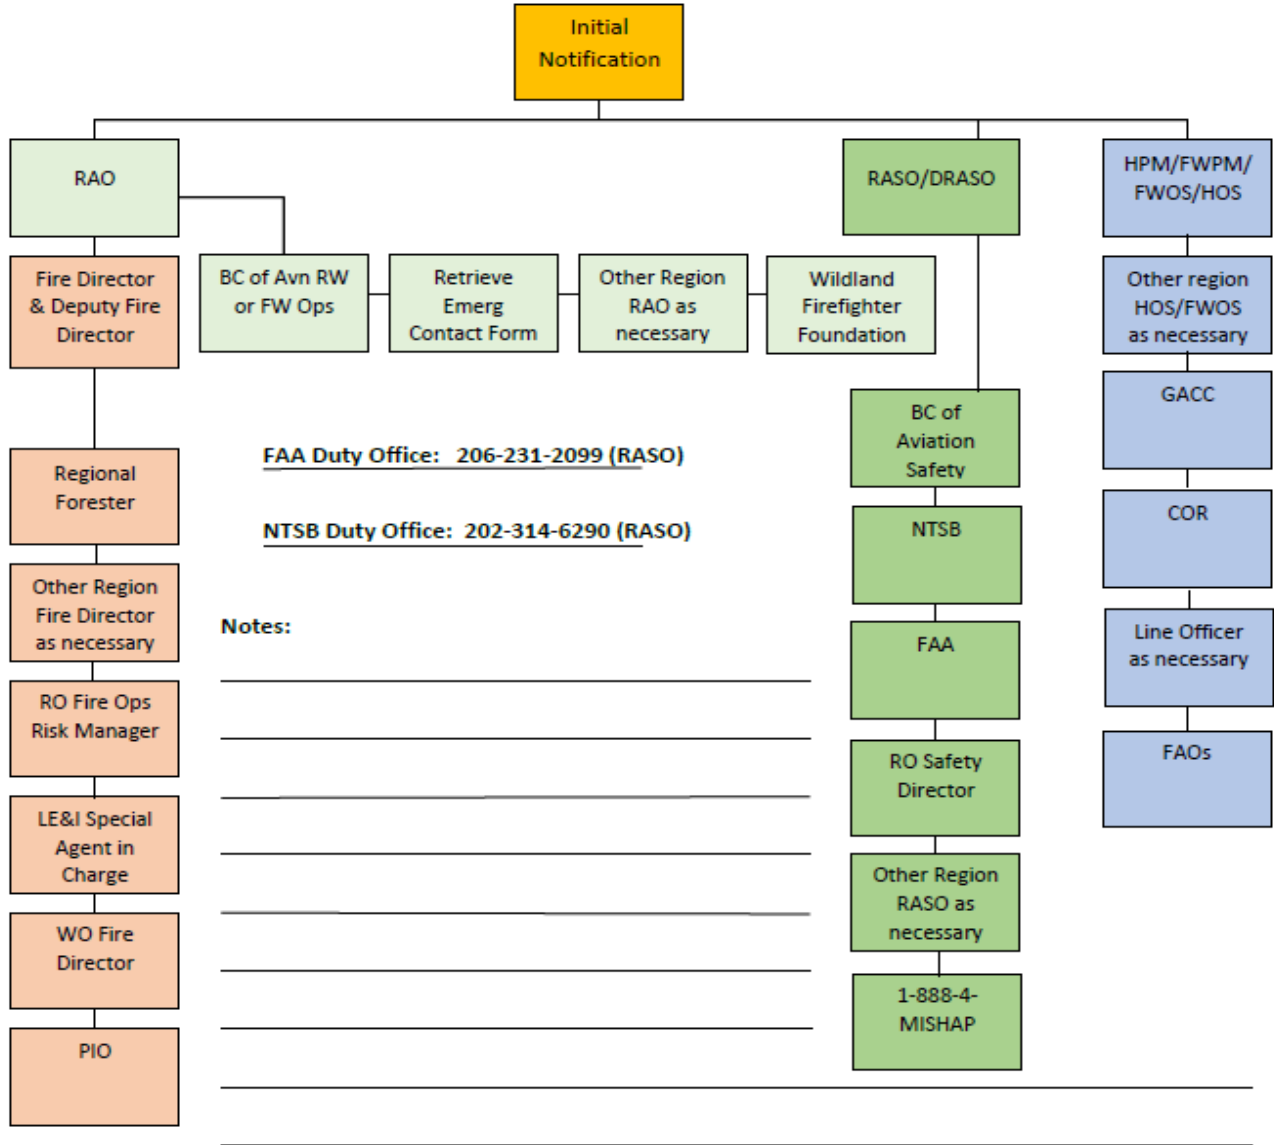 Initial
Notification
RAO
RASO/DRASO
HPM/FWPM/
FWOS/HOS
Fire Director
& Deputy Fire
Director
BC of Avn RW
or FW Ops
Retrieve
Emerg
Contact Form
Other Region
RAO as
necessary
Wildland
Firefighter
Foundation
Other region
HOS/FWOS
as necessary
GACC
BC of
Aviation
Safety
FAA Duty Office:  206-231-2099 (RASO)
Regional
Forester
NTSB Duty Office:  202-314-6290 (RASO)
NTSB
COR
Other Region
Fire Director
as necessary
Notes:
FAA
Line Officer
as necessary
RO Fire Ops
Risk Manager
RO Safety
Director
FAOs
LE&I Special
Agent in
Charge
Other Region
RASO as
necessary
WO Fire
Director
1-888-4-
MISHAP
PIO